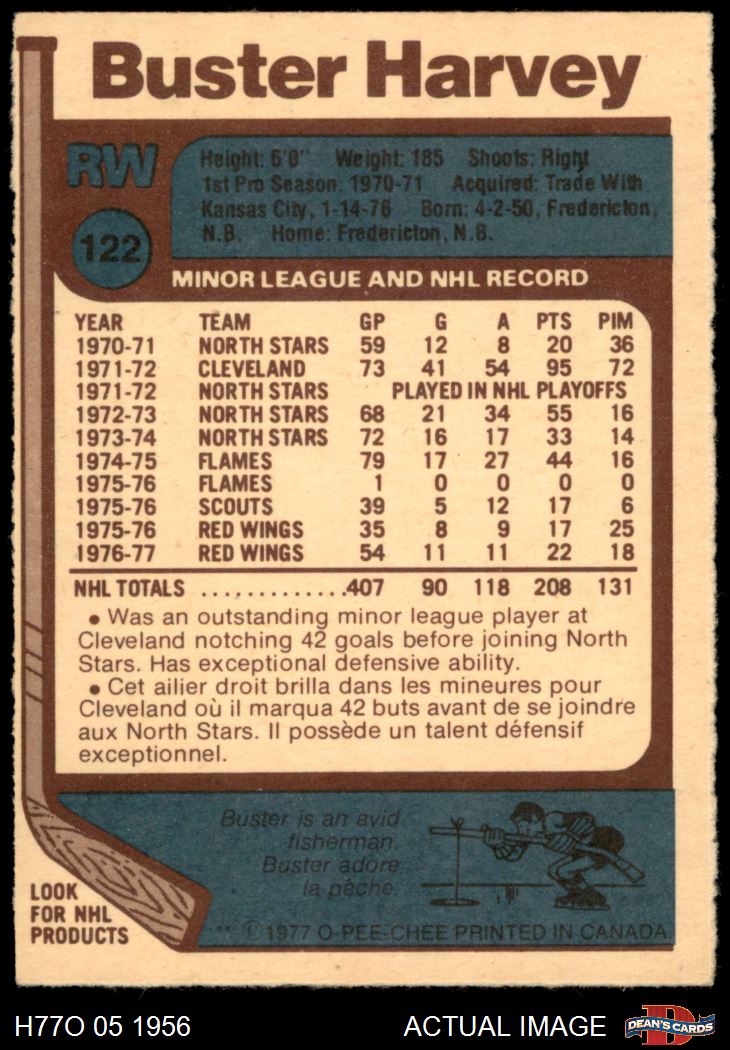 Buster Harvey
RW
122
Height: 6'0" Weight: 185 Shoots: Right
1st Pro Season: 1970-71 Acquired: Trade With
Kansas City, 1-14-76 Born: 4-2-50, Fredericton,
N.B. Home: Fredericton, N.B.
MINOR LEAGUE AND NHL RECORD
YEAR TEAM GP G A PTS PIM
1970-71 NORTH STARS 59 12 8 20 36
1971-72 CLEVELAND 73 41 54 95 72
1971-72 NORTH STARS PLAYED IN NHL PLAYOFFS
1972-73 NORTH STARS 68 21 34 55 16
1973-74 NORTH STARS 72 16 17 33 14
1974-75 FLAMES 79 17 27 44 16
1975-76 FLAMES 1 0 0 0 0
1975-76 SCOUTS 39 5 12 17 6
1975-76 RED WINGS 35 8 9 17 25
1976-77 RED WINGS 54 11 11 22 18
NHL TOTALS .............407 90 118 208 131
• Was an outstanding minor league player at
Cleveland notching 42 goals before joining North
Stars. Has exceptional defensive ability.
• Cet ailier droit brilla dans les mineures pour
Cleveland où il marqua 42 buts avant de se joindre
aux North Stars. Il possède un talent défensif
exceptionnel.
Buster is an avid
fisherman.
Buster adore
la pêche.
LOOK
FOR NHL
PRODUCTS
** © 1977 O-PEE-CHEE PRINTED IN CANADA
H77O 05 1956
ACTUAL IMAGE
D
DEAN'S CARDS